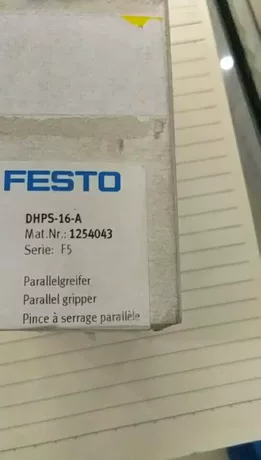 FESTO
DHPS-16-A
Mat.Nr.: 1254043
Serie: F5
Parallelgreifer
Parallel gripper
Pince à serrage parallèle